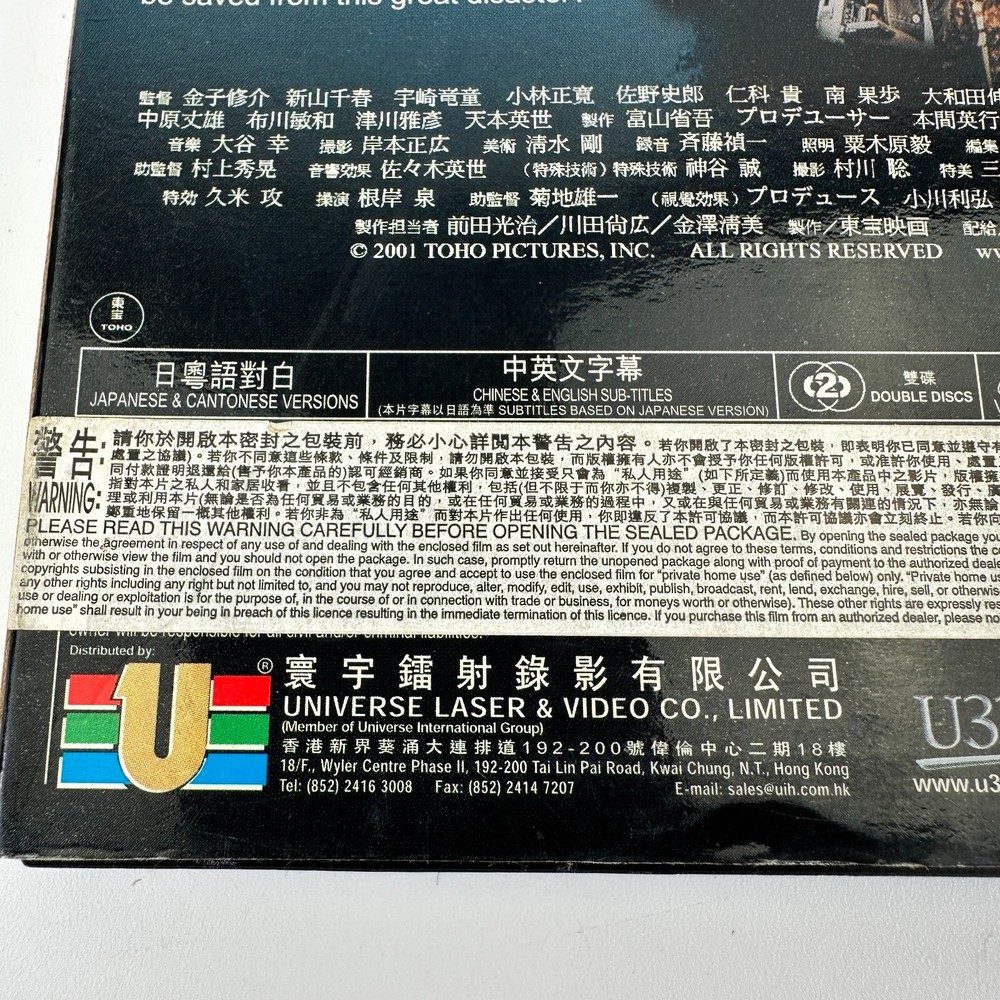 be saved from this great disaster?
監督 金子修介 新山千春 宇崎竜童 小林正寛 佐野史郎 仁科 貴 南 果歩 大和田伸
中原丈雄 布川敏和 津川雅彥 天本英世 製作 富山省吾 プロデューサー 本間英行
音樂 大谷 幸 撮影 岸本正広 美術 清水 剛 録音 斉藤禎一 照明 粟木原毅 編集
助監督 村上秀晃 音響効果 佐々木英世 (特殊技術) 特殊技術 神谷 誠 撮影 村川 聡 特美 三
特効 久米 攻 操演 根岸 泉 助監督 菊地雄一 (視覺効果) プロデュース 小川利弘
製作担当者 前田光治/川田尙広/金澤清美 製作/東宝映画 配給
© 2001 TOHO PICTURES, INC. ALL RIGHTS RESERVED ww
東宝
TOHO
日粵語對白
JAPANESE & CANTONESE VERSIONS
中英文字幕
CHINESE & ENGLISH SUB-TITLES
(本片字幕以日語為準 SUBTITLES BASED ON JAPANESE VERSION)
2
雙碟
DOUBLE DISCS
警告:
WARNING:
請你於開啟本密封之包裝前，務必小心詳閱本警告之內容。若你開啟了本密封之包裝，即表明你已同意並遵守
處置之協議)。若你不同意這些條款、條件及限制，請勿開啟本包裝，而版權擁有人亦不會授予你任何版權許可，或准許你使用、處置
同付款證明退還給(售予你本產品的)認可經銷商。如果你同意並接受只會為“私人用途”(如下所定義)而使用本產品中之影片，版權擁
指對本片之私人和家居收看，並且不包含任何其他權利，包括(但不限于而你亦不得)複製、更正、修訂、修改、使用、展覽、發行、廣
理或利用本片(無論是否為任何貿易或業務的目的，或在任何貿易或業務的過程中，又或在與任何貿易或業務有關連的情況下，亦無論
鄭重地保留一概其他權利。若你非為“私人用途”而對本片作出任何使用，你即違反了本許可協議，而本許可協議亦會立刻終止。若你向
PLEASE READ THIS WARNING CAREFULLY BEFORE OPENING THE SEALED PACKAGE. By opening the sealed package you
otherwise the agreement in respect of any use of and dealing with the enclosed film as set out hereinafter. If you do not agree to these terms, conditions and restrictions the c
with or otherwise view the film and you should not open the package. In such case, promptly return the unopened package along with proof of payment to the authorized deale
copyrights subsisting in the enclosed film on the condition that you agree and accept to use the enclosed film for “private home use” (as defined below) only. “Private home us
any other rights including any right but not limited to, and you may not reproduce, alter, modify, edit, use, exhibit, publish, broadcast, rent, lend, exchange, hire, sell, or otherwis
use or dealing or exploitation is for the purpose of, in the course of or in connection with trade or business, for moneys worth or otherwise). These other rights are expressly res
home use” shall result in your being in breach of this licence resulting in the immediate termination of this licence. If you purchase this film from an authorized dealer, please no
owner will be responsible for all civil and/or criminal liabilities.
Distributed by:
U
®
寰宇鐳射錄影有限公司
UNIVERSE LASER & VIDEO CO., LIMITED
(Member of Universe International Group)
香港新界葵涌大連排道192-200號偉倫中心二期18樓
18/F., Wyler Centre Phase II, 192-200 Tai Lin Pai Road, Kwai Chung, N.T., Hong Kong
Tel: (852) 2416 3008 Fax: (852) 2414 7207 E-mail: sales@uih.com.hk
U3
www.u3